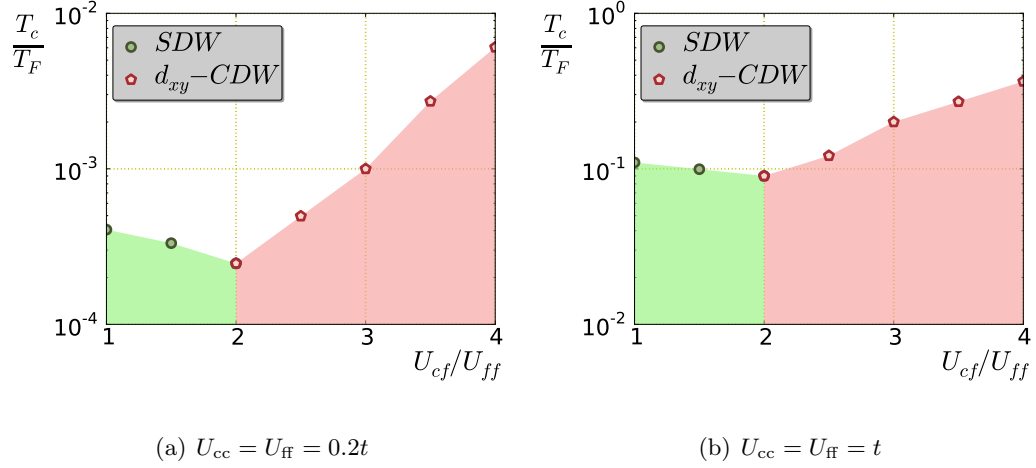 T_c/T_F
10^-2
10^-3
10^-4
SDW
d_xy−CDW
1 2 3 4
U_cf/U_ff
(a) U_cc = U_ff = 0.2t
T_c/T_F
10^0
10^-1
10^-2
SDW
d_xy−CDW
1 2 3 4
U_cf/U_ff
(b) U_cc = U_ff = t